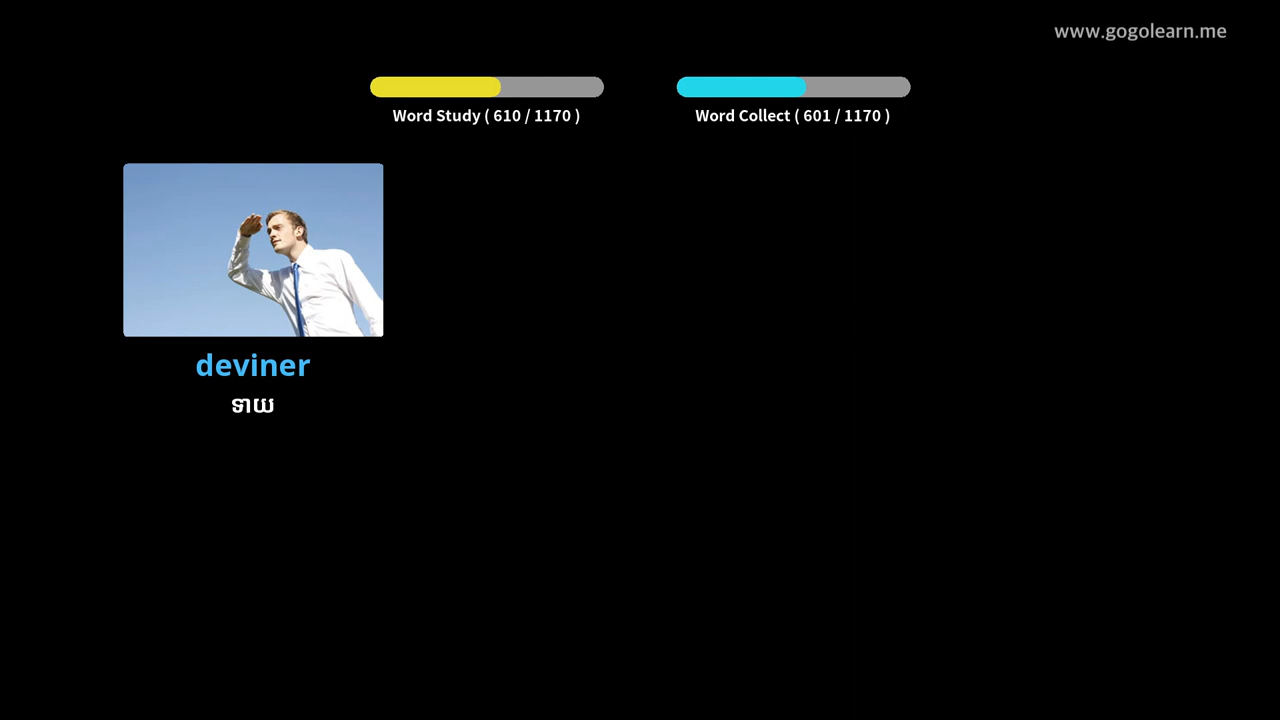 www.gogolearn.me
Word Study ( 610 / 1170 )
Word Collect ( 601 / 1170 )
deviner
ទាយ